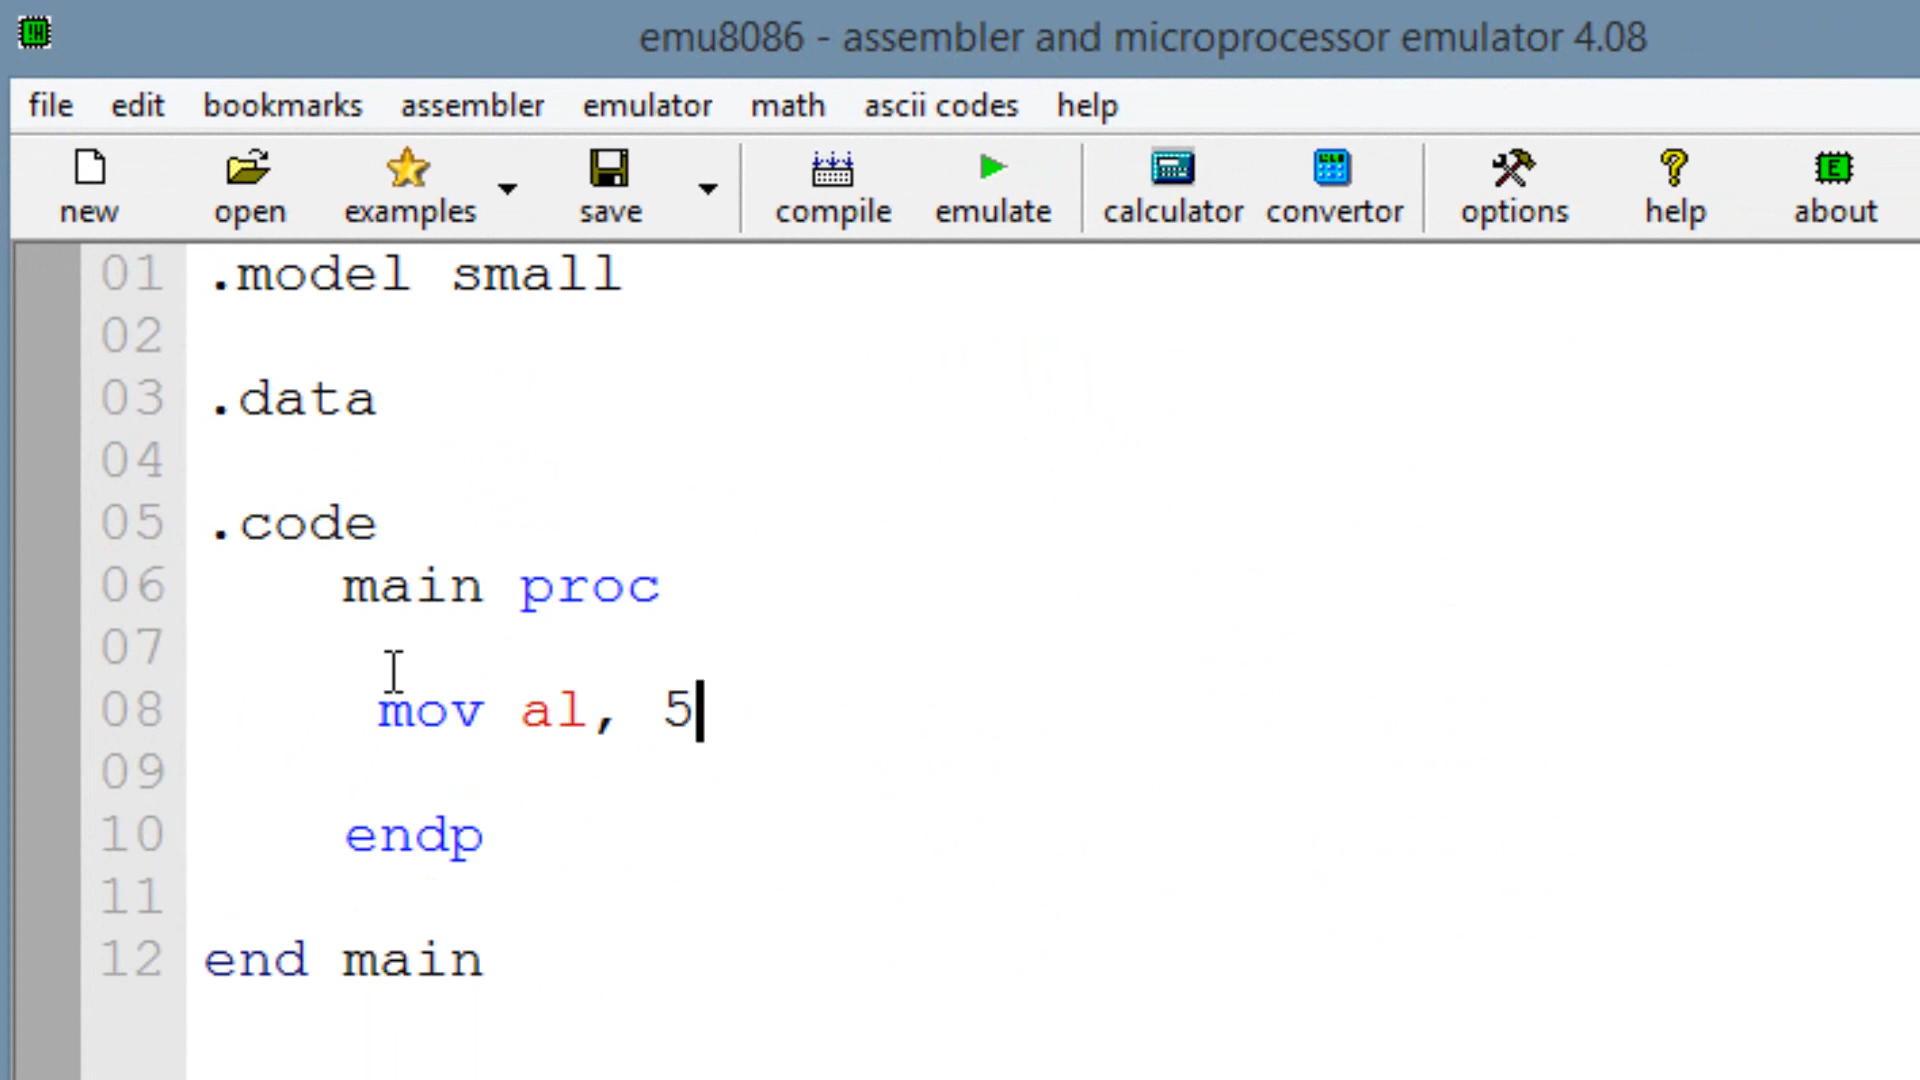 emu8086 - assembler and microprocessor emulator 4.08
file edit bookmarks assembler emulator math ascii codes help
new open examples save compile emulate calculator convertor options help about
01 .model small
02
03 .data
04
05 .code
06 main proc
07
08 mov al, 5
09
10 endp
11
12 end main